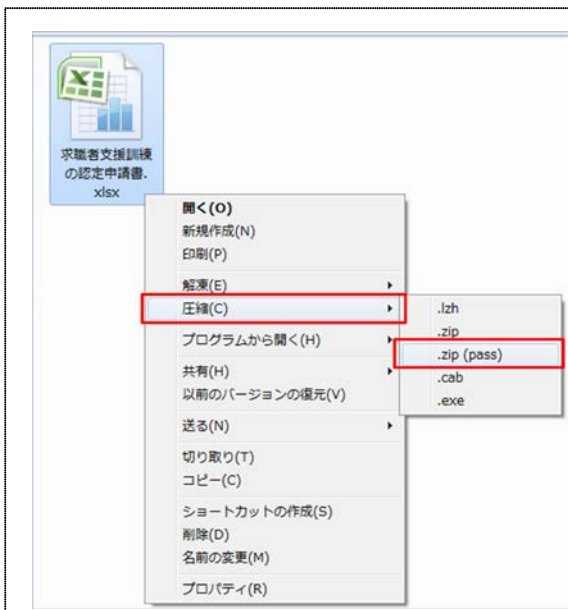 求職者支援訓練
の認定申請書.
xlsx
開く(O)
新規作成(N)
印刷(P)
解凍(E)
圧縮(C)
プログラムから開く(H)
共有(H)
以前のバージョンの復元(V)
送る(N)
切り取り(T)
コピー(C)
ショートカットの作成(S)
削除(D)
名前の変更(M)
プロパティ(R)
.lzh
.zip
.zip (pass)
.cab
.exe